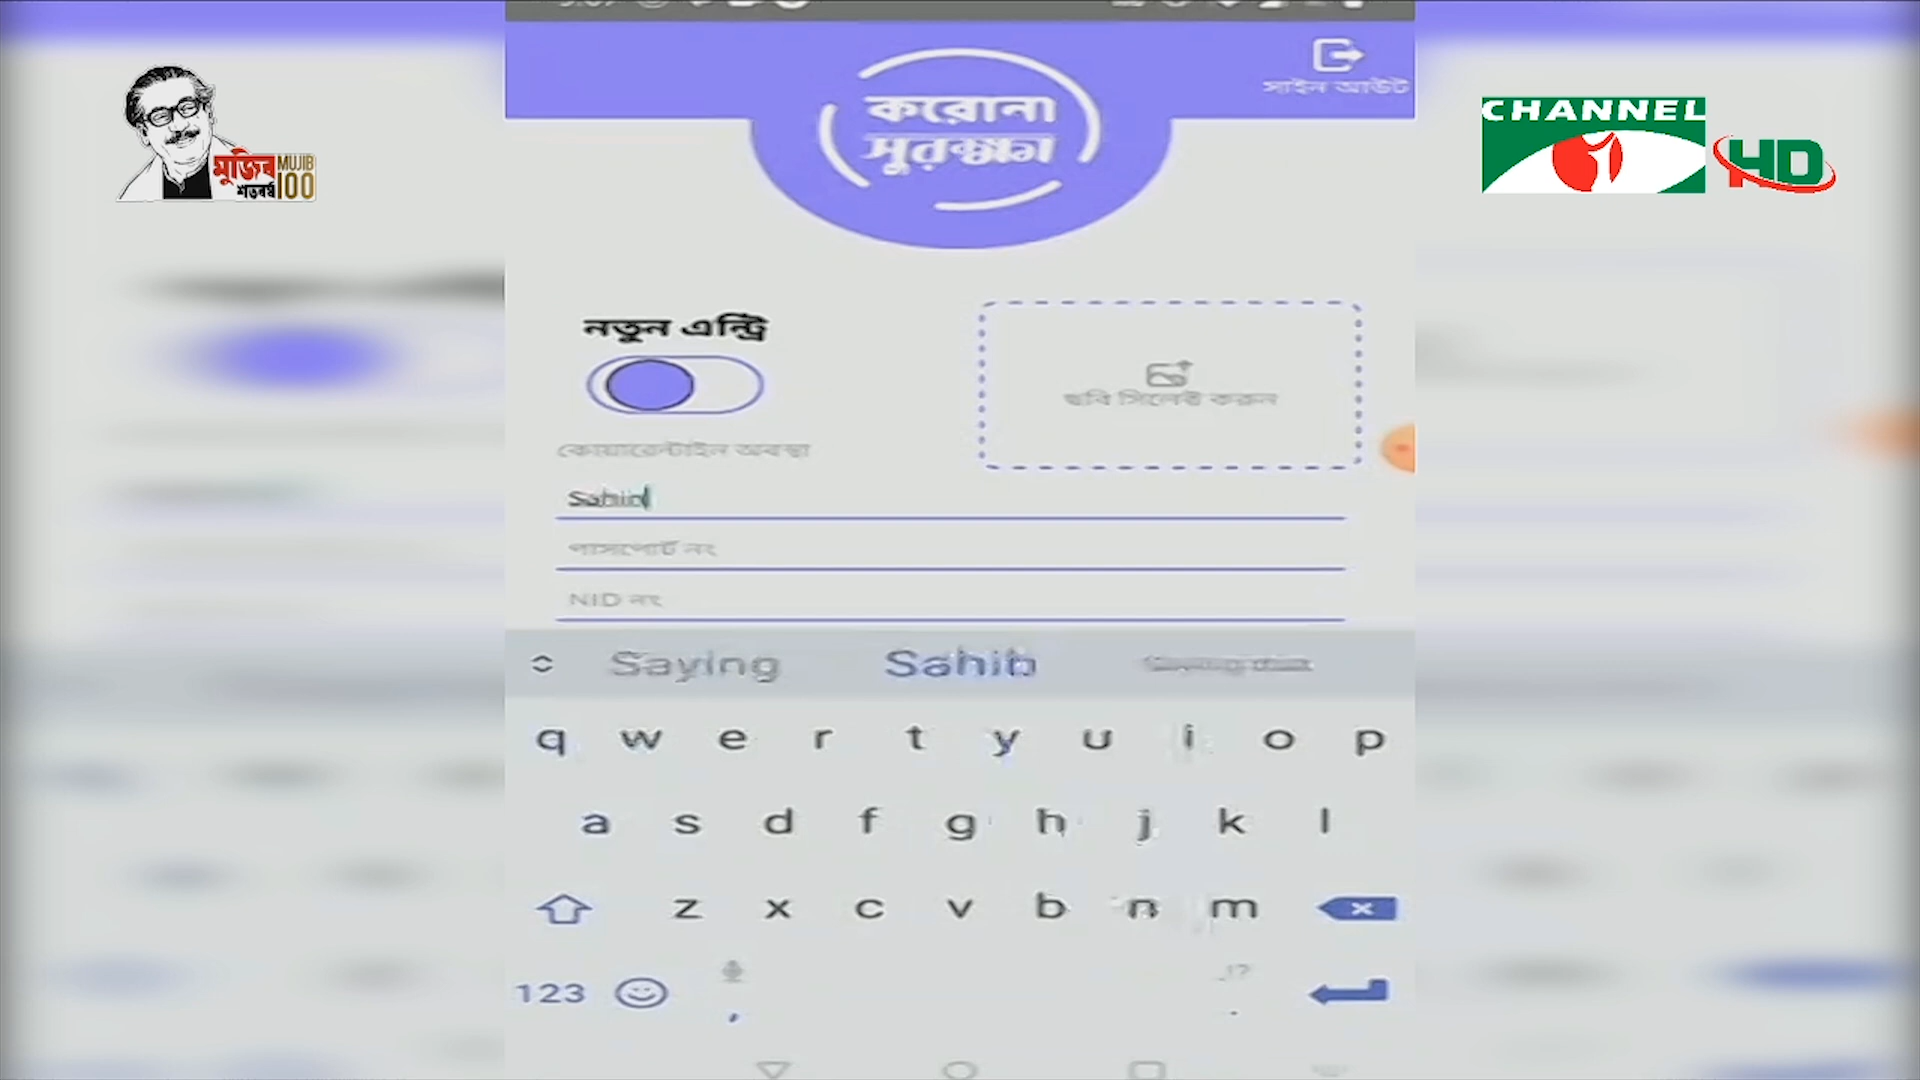 সাইন আউট
করোনা
সুরক্ষা
CHANNEL
HD
মুজিব
শতবর্ষ
MUJIB
100
নতুন এন্ট্রি
ছবি সিলেক্ট করুন
কোয়ারেন্টাইন অবস্থা
Sahin
পাসপোর্ট নং
NID নং
Saying Sahib
q w e r t y u i o p
a s d f g h j k l
z x c v b n m
123 , .